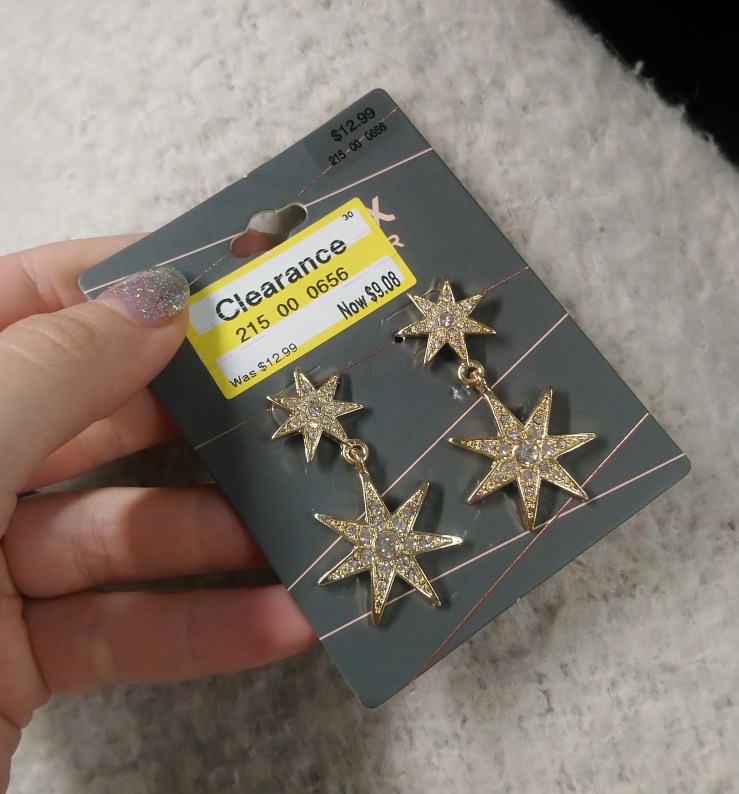 $12.99
215 00 0656
X
R
30
Clearance
215 00 0656
Now $9.08
Was $12.99